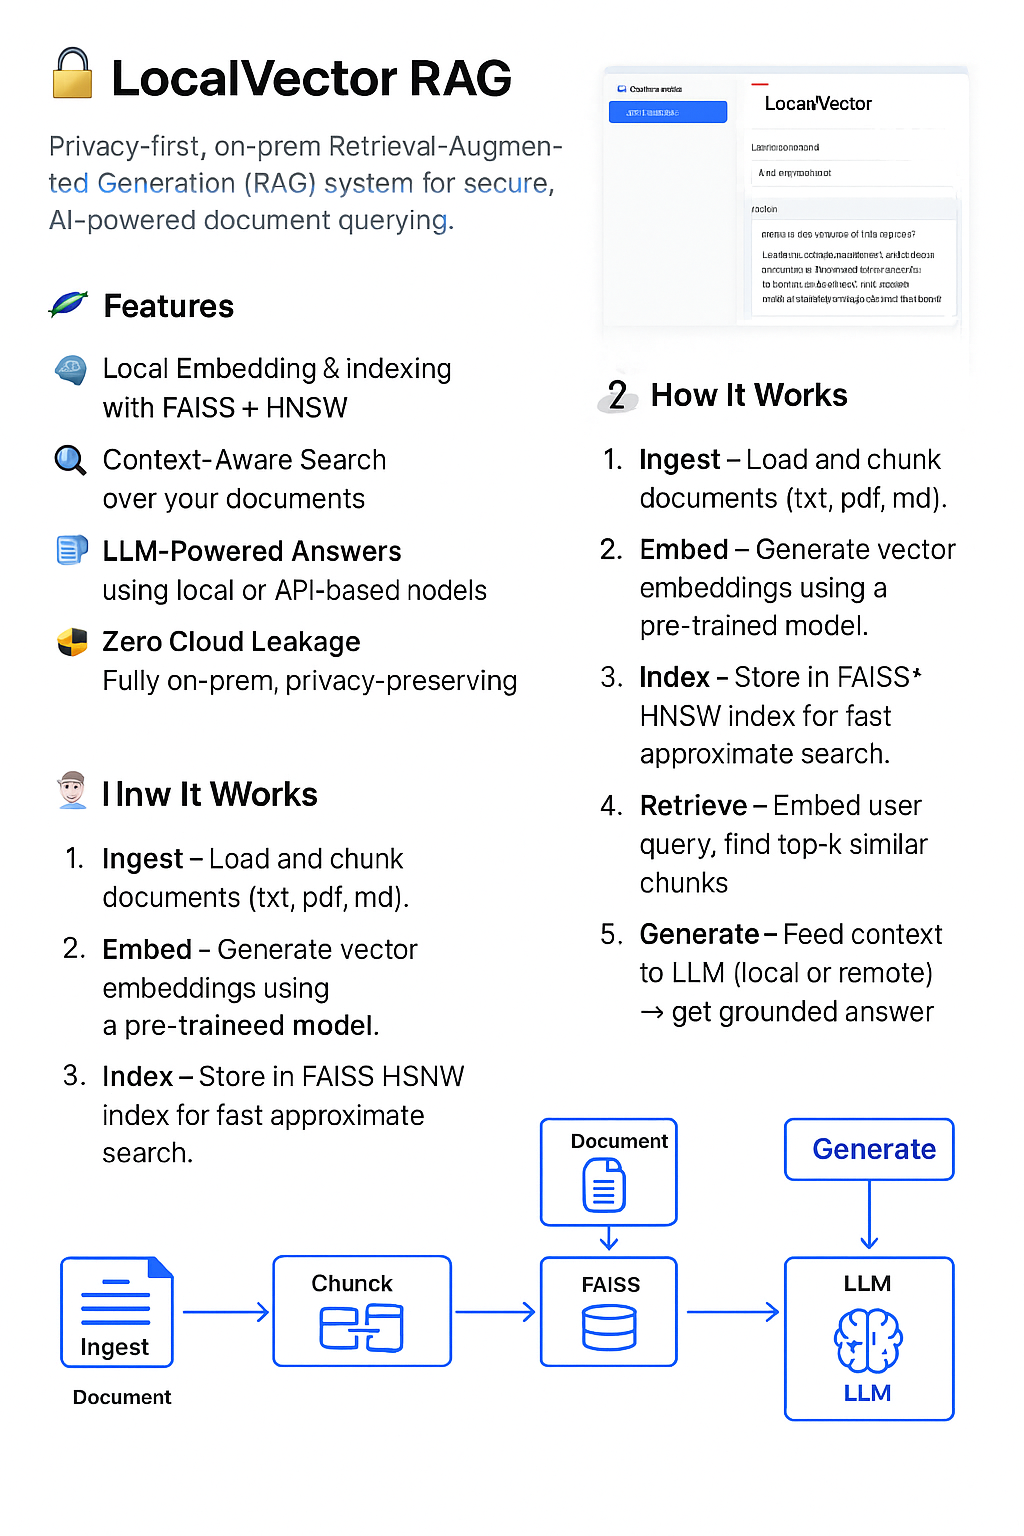 LocalVector RAG
Privacy-first, on-prem Retrieval-Augmen-
ted Generation (RAG) system for secure,
AI-powered document querying.
Features
Local Embedding & indexing
with FAISS + HNSW
Context-Aware Search
over your documents
LLM-Powered Answers
using local or API-based nodels
Zero Cloud Leakage
Fully on-prem, privacy-preserving
I Inw It Works
1. Ingest – Load and chunk
documents (txt, pdf, md).
2. Embed – Generate vector
embeddings using
a pre-traineed model.
3. Index – Store in FAISS HSNW
index for fast approximate
search.
Locan'Vector
2 How It Works
1. Ingest – Load and chunk
documents (txt, pdf, md).
2. Embed – Generate vector
embeddings using a
pre-trained model.
3. Index – Store in FAISS*
HNSW index for fast
approximate search.
4. Retrieve – Embed user
query, find top-k similar
chunks
5. Generate – Feed context
to LLM (local or remote)
→ get grounded answer
Document
Generate
Ingest
Chunck
FAISS
LLM
LLM
Document